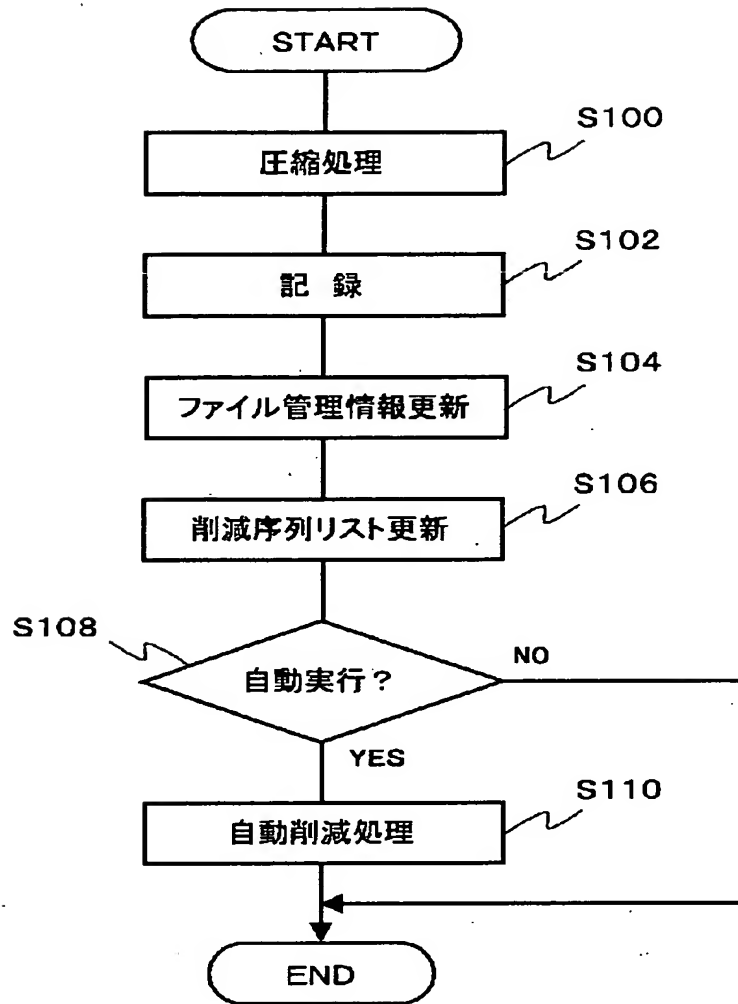 START
S100
圧縮処理
S102
記 録
S104
ファイル管理情報更新
S106
削減序列リスト更新
S108
自動実行？
NO
YES
S110
自動削減処理
END